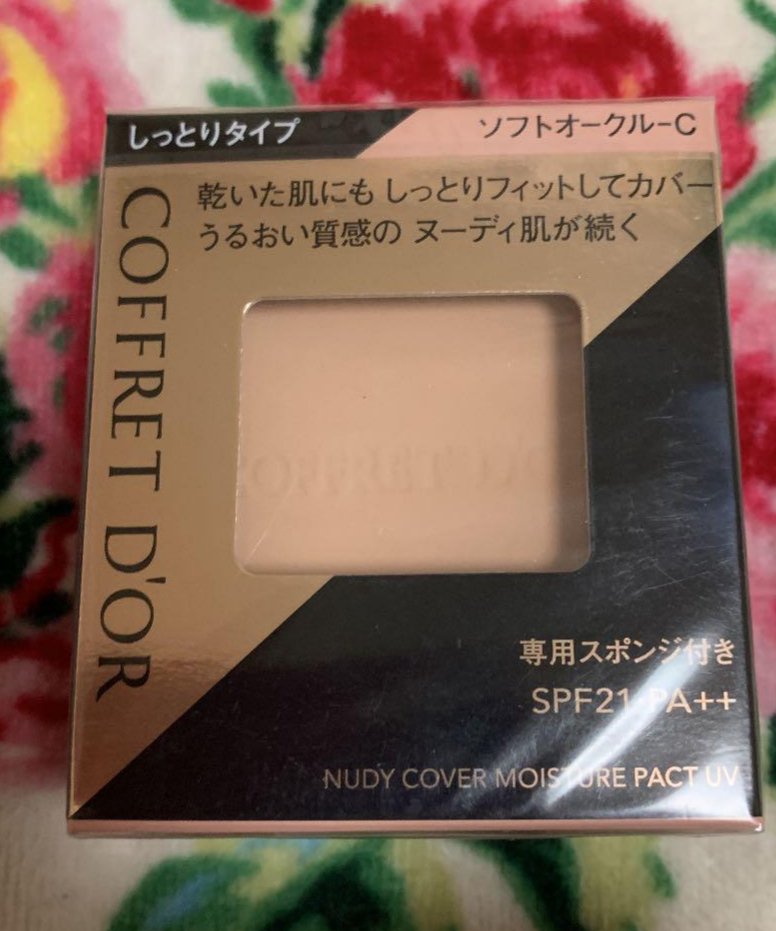 しっとりタイプ
ソフトオークルーC
乾いた肌にも しっとりフィットしてカバー
うるおい質感の ヌーディ肌が続く
COFFRET D'OR
専用スポンジ付き
SPF21 PA++
NUDY COVER MOISTURE PACT UV